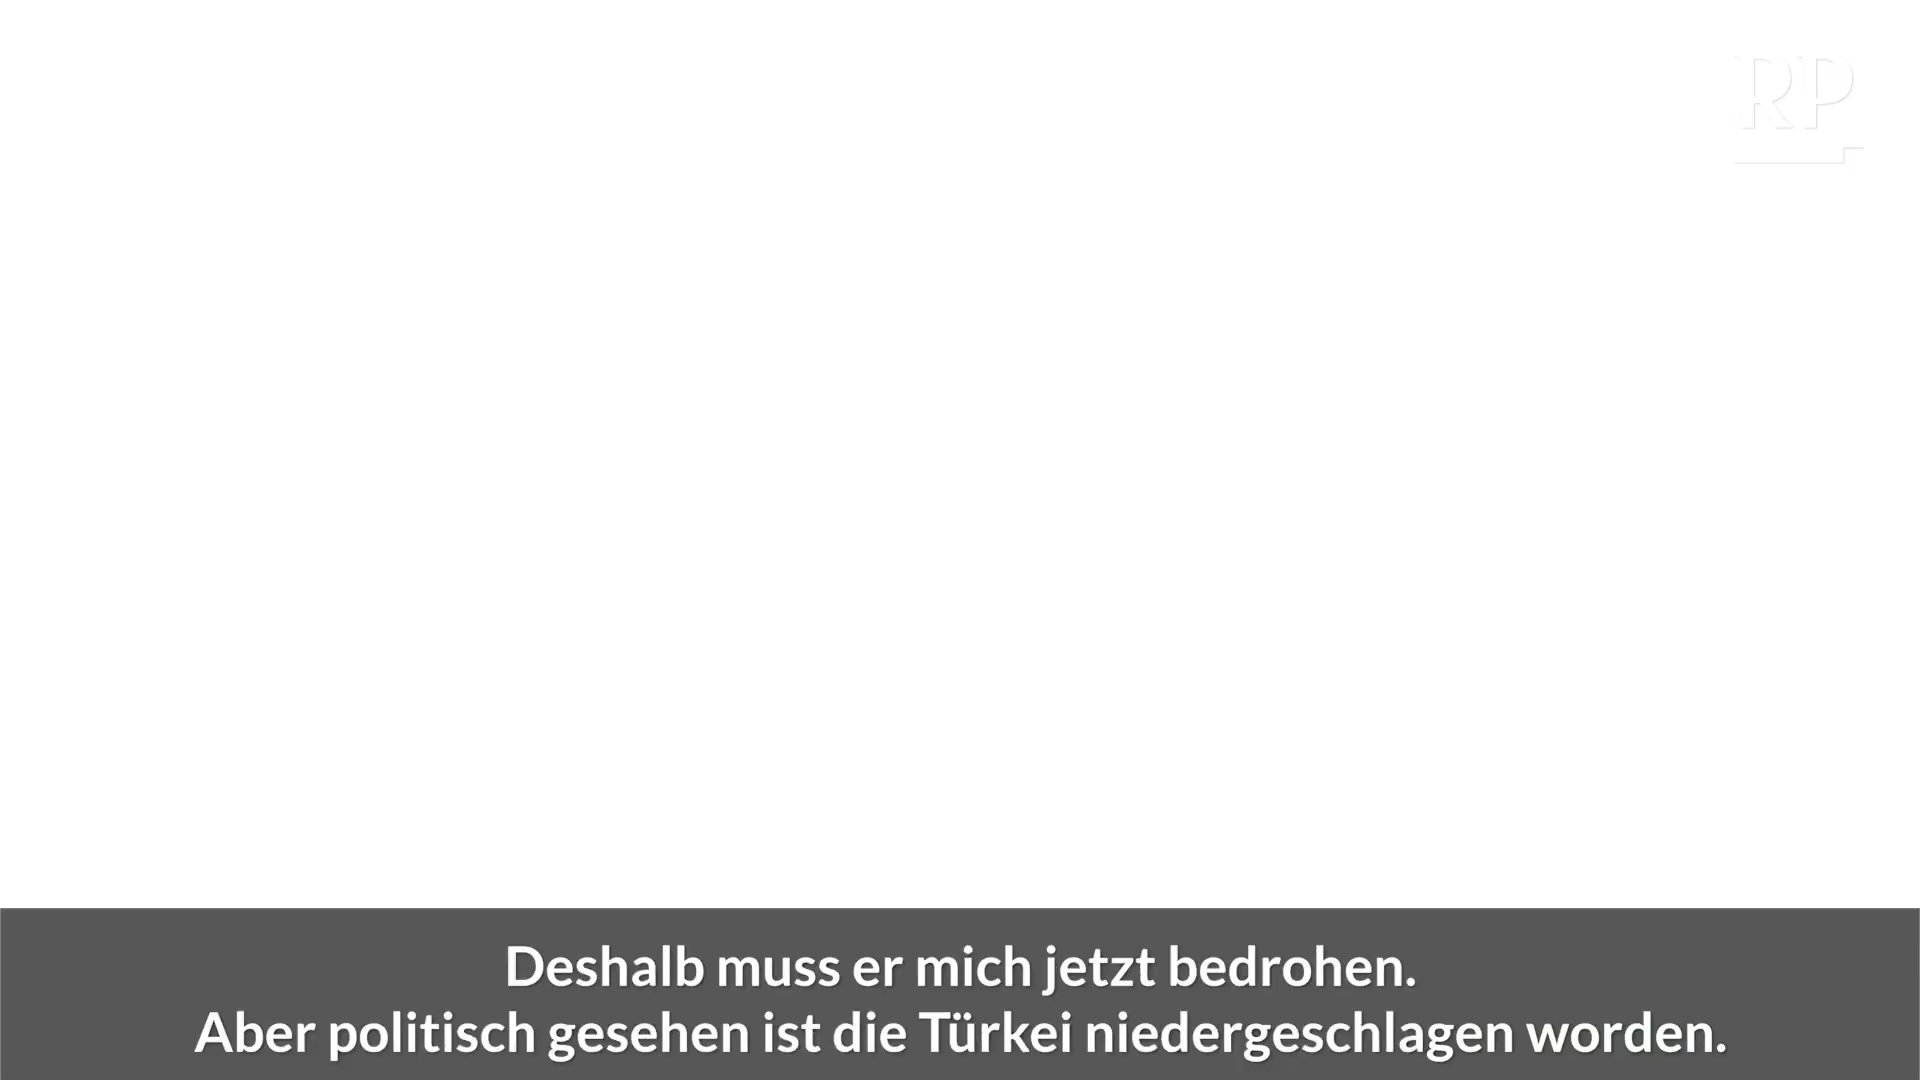 RP
Deshalb muss er mich jetzt bedrohen.
Aber politisch gesehen ist die Türkei niedergeschlagen worden.